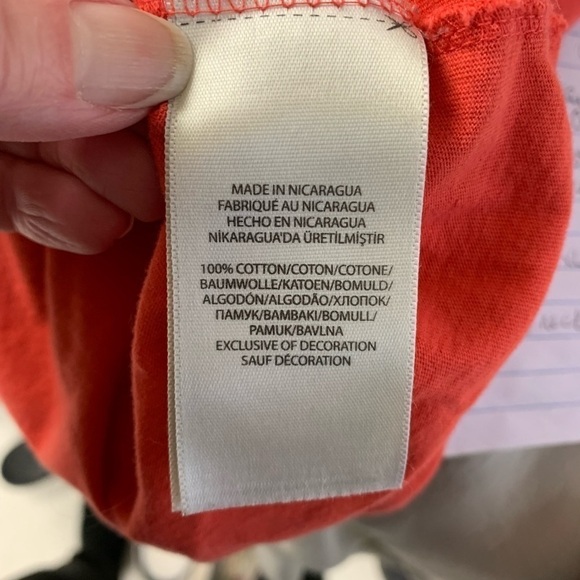 MADE IN NICARAGUA
FABRIQUÉ AU NICARAGUA
HECHO EN NICARAGUA
NİKARAGUA'DA ÜRETİLMİŞTİR
100% COTTON/COTON/COTONE/
BAUMWOLLE/KATOEN/BOMULD/
ALGODÓN/ALGODÃO/ХЛОПОК/
ПАМУК/BAMBAKI/BOMULL/
PAMUK/BAVLNA
EXCLUSIVE OF DECORATION
SAUF DÉCORATION